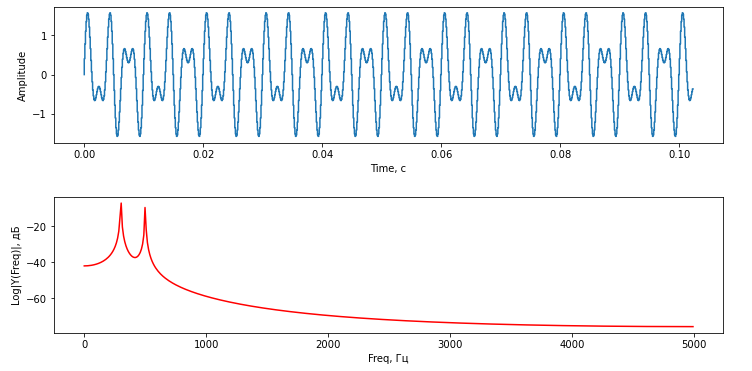 1
0
−1
Amplitude
0.00 0.02 0.04 0.06 0.08 0.10
Time, c
−20
−40
−60
Log|Y(Freq)|, дБ
0 1000 2000 3000 4000 5000
Freq, Гц